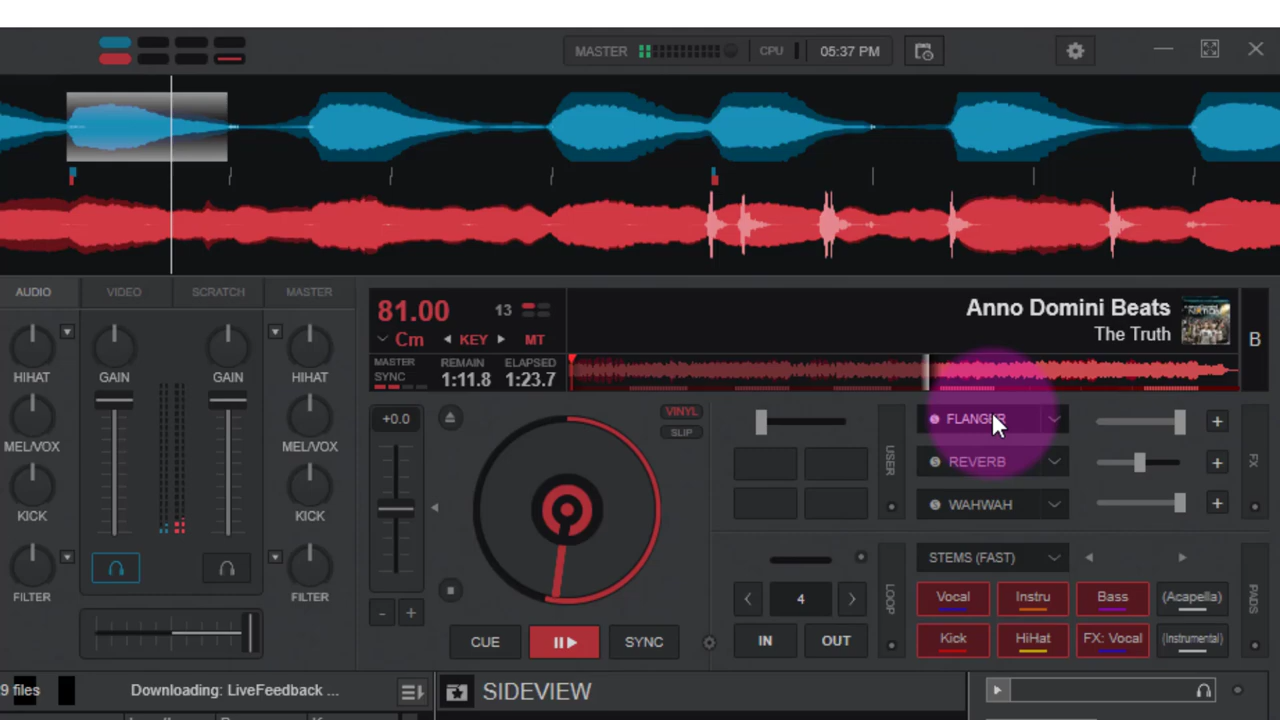 MASTER CPU 05:37 PM
AUDIO VIDEO SCRATCH MASTER
HIHAT GAIN GAIN HIHAT
MEL/VOX MEL/VOX
KICK KICK
FILTER FILTER
81.00 13
Cm KEY MT
MASTER SYNC REMAIN 1:11.8 ELAPSED 1:23.7
Anno Domini Beats
The Truth
B
+0.0 VINYL
SLIP
CUE SYNC
- +
USER
FLANGER +
REVERB +
WAHWAH +
FX
4
IN OUT
LOOP
STEMS (FAST)
Vocal Instru Bass (Acapella)
Kick HiHat FX: Vocal (Instrumental)
PADS
9 files Downloading: LiveFeedback ... SIDEVIEW